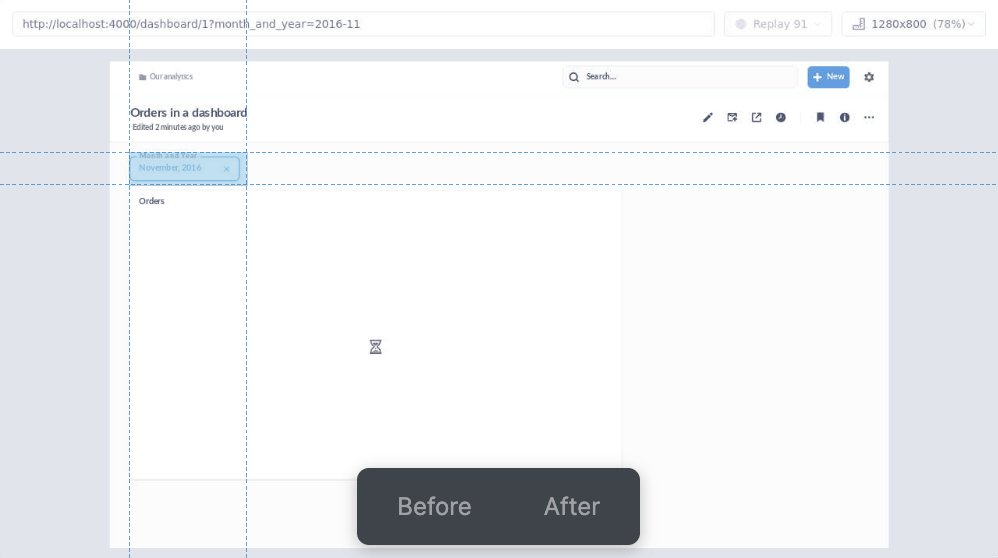 http://localhost:4000/dashboard/1?month_and_year=2016-11
Replay 91
1280x800 (78%)
Our analytics
Search...
New
Orders in a dashboard
Edited 2 minutes ago by you
Month and Year
November, 2016
Orders
Before
After